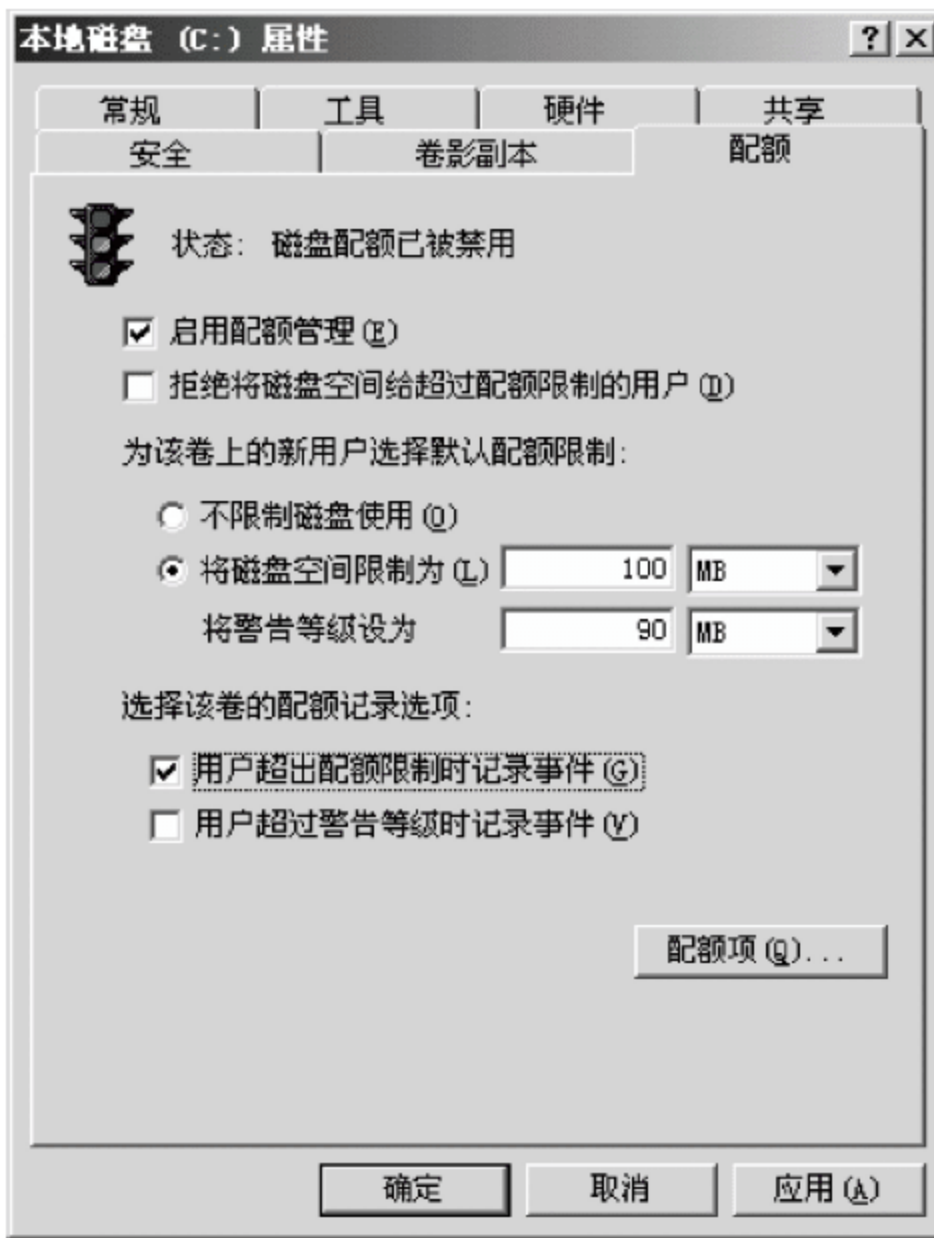 本地磁盘 (C:) 属性
常规 工具 硬件 共享
安全 卷影副本 配额
状态: 磁盘配额已被禁用
启用配额管理(E)
拒绝将磁盘空间给超过配额限制的用户(D)
为该卷上的新用户选择默认配额限制:
不限制磁盘使用(O)
将磁盘空间限制为(L) 100 MB
将警告等级设为 90 MB
选择该卷的配额记录选项:
用户超出配额限制时记录事件(G)
用户超过警告等级时记录事件(V)
配额项(Q)...
确定 取消 应用(A)